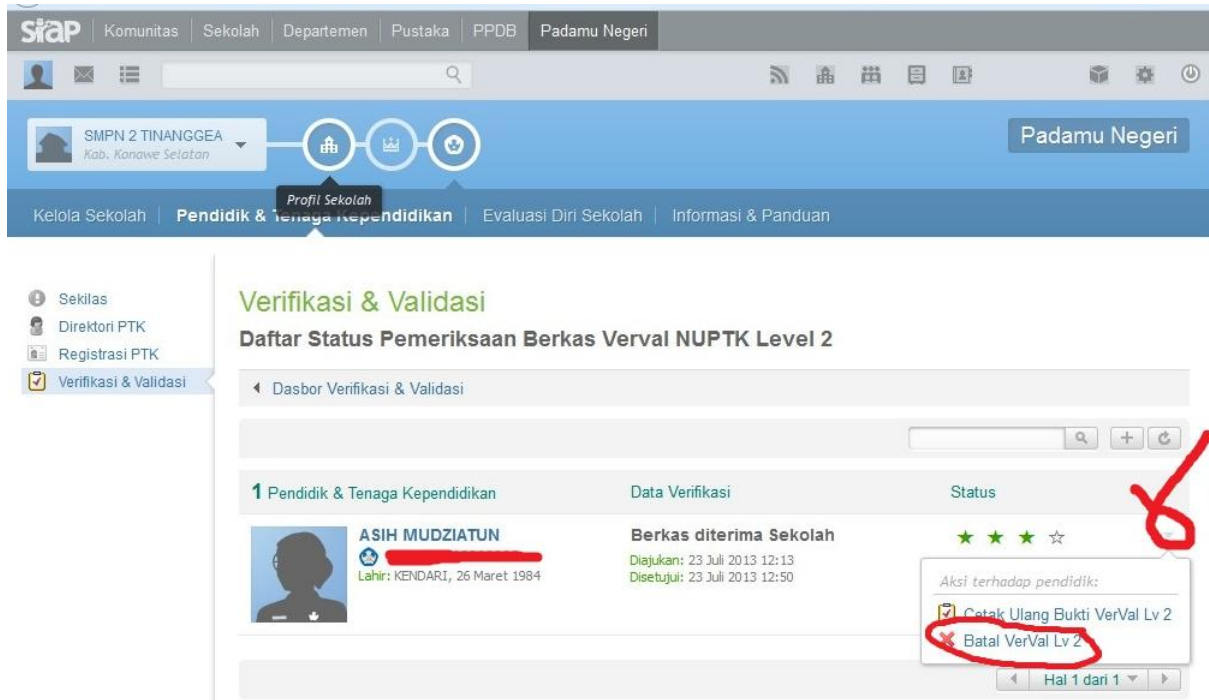 siap Komunitas Sekolah Departemen Pustaka PPDB Padamu Negeri
SMPN 2 TINANGGEA
Kab. Konawe Selatan
Padamu Negeri
Profil Sekolah
Kelola Sekolah Pendidik & Tenaga Kependidikan Evaluasi Diri Sekolah Informasi & Panduan
Sekilas
Direktori PTK
Registrasi PTK
Verifikasi & Validasi
Verifikasi & Validasi
Daftar Status Pemeriksaan Berkas Verval NUPTK Level 2
Dasbor Verifikasi & Validasi
1 Pendidik & Tenaga Kependidikan Data Verifikasi Status
ASIH MUDZIATUN
Lahir: KENDARI, 26 Maret 1984
Berkas diterima Sekolah
Diajukan: 23 Juli 2013 12:13
Disetujui: 23 Juli 2013 12:50
Aksi terhadap pendidik:
Cetak Ulang Bukti VerVal Lv 2
Batal VerVal Lv 2
Hal 1 dari 1